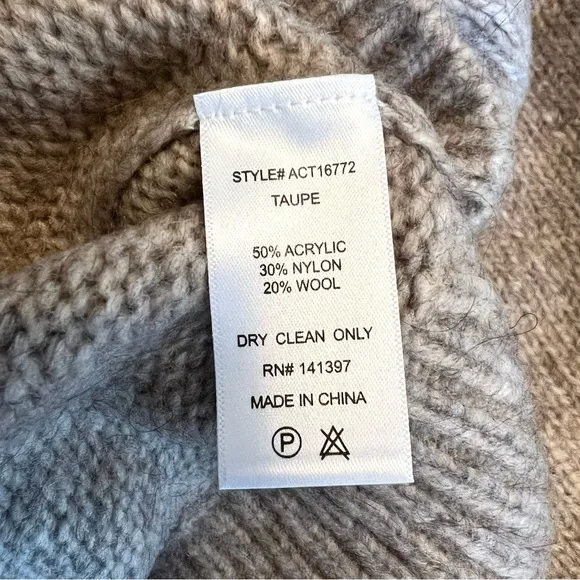 STYLE# ACT16772
TAUPE
50% ACRYLIC
30% NYLON
20% WOOL
DRY CLEAN ONLY
RN# 141397
MADE IN CHINA
P